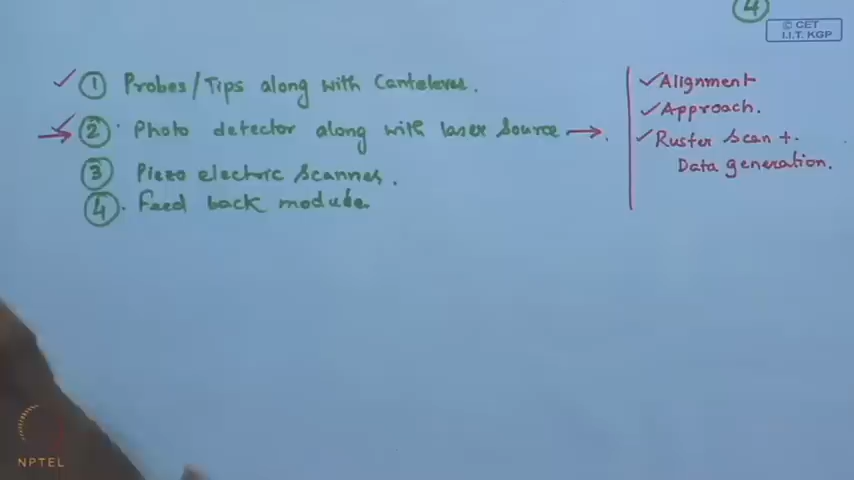 4
© CET
I.I.T. KGP
① Probes/Tips along with Cantelever.
② Photo detector along with laser source →
③ Piezo electric scanner.
④ Feed back module.
Alignment
Approach.
Ruster scan +
Data generation.
NPTEL